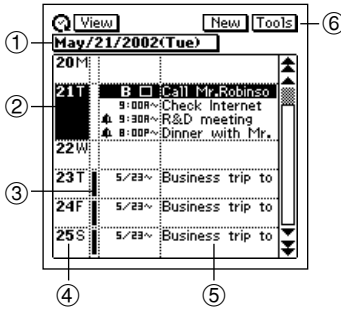 View New Tools ⑥
① May/21/2002(Tue)
20M
② 21T B Call Mr.Robinso
9:00A~ Check Internet
9:30A~ R&D meeting
8:00P~ Dinner with Mr.
22W
③ 23T 5/23~ Business trip to
24F 5/23~ Business trip to
25S 5/23~ Business trip to
④ ⑤